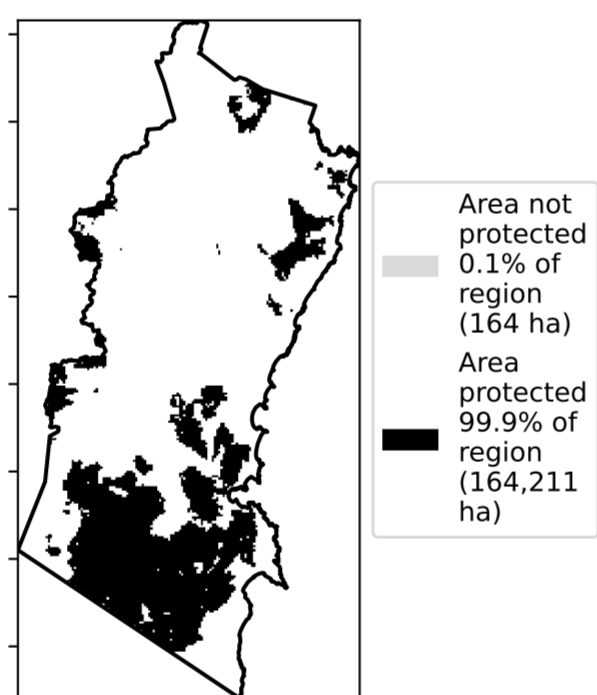 Area not
protected
0.1% of
region
(164 ha)
Area
protected
99.9% of
region
(164,211
ha)